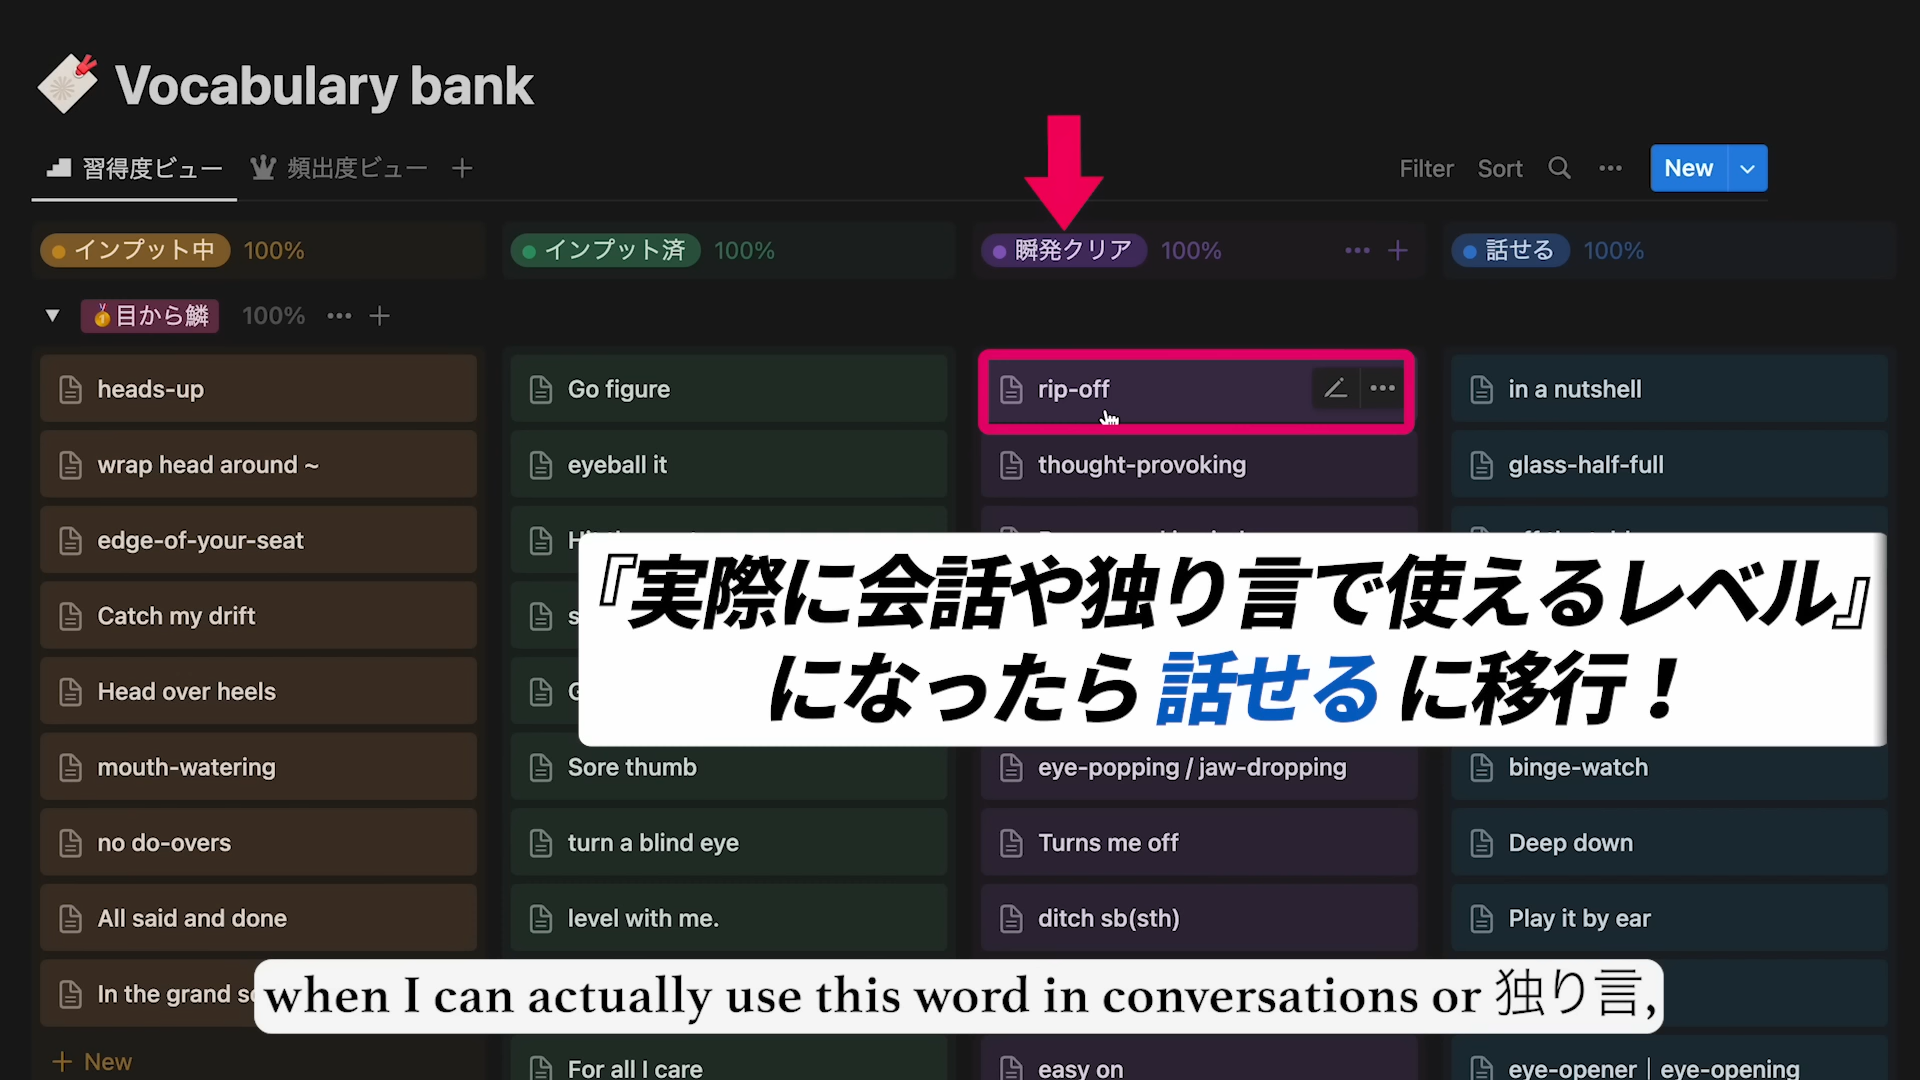 Vocabulary bank
習得度ビュー 頻出度ビュー
Filter Sort New
インプット中 100%
インプット済 100%
瞬発クリア 100%
話せる 100%
目から鱗 100%
heads-up
Go figure
rip-off
in a nutshell
wrap head around ~
eyeball it
thought-provoking
glass-half-full
edge-of-your-seat
『実際に会話や独り言で使えるレベル』
になったら 話せる に移行！
Catch my drift
Head over heels
mouth-watering
Sore thumb
eye-popping / jaw-dropping
binge-watch
no do-overs
turn a blind eye
Turns me off
Deep down
All said and done
level with me.
ditch sb(sth)
Play it by ear
In the grand
when I can actually use this word in conversations or 独り言,
New
For all I care
easy on
eye-opener | eye-opening